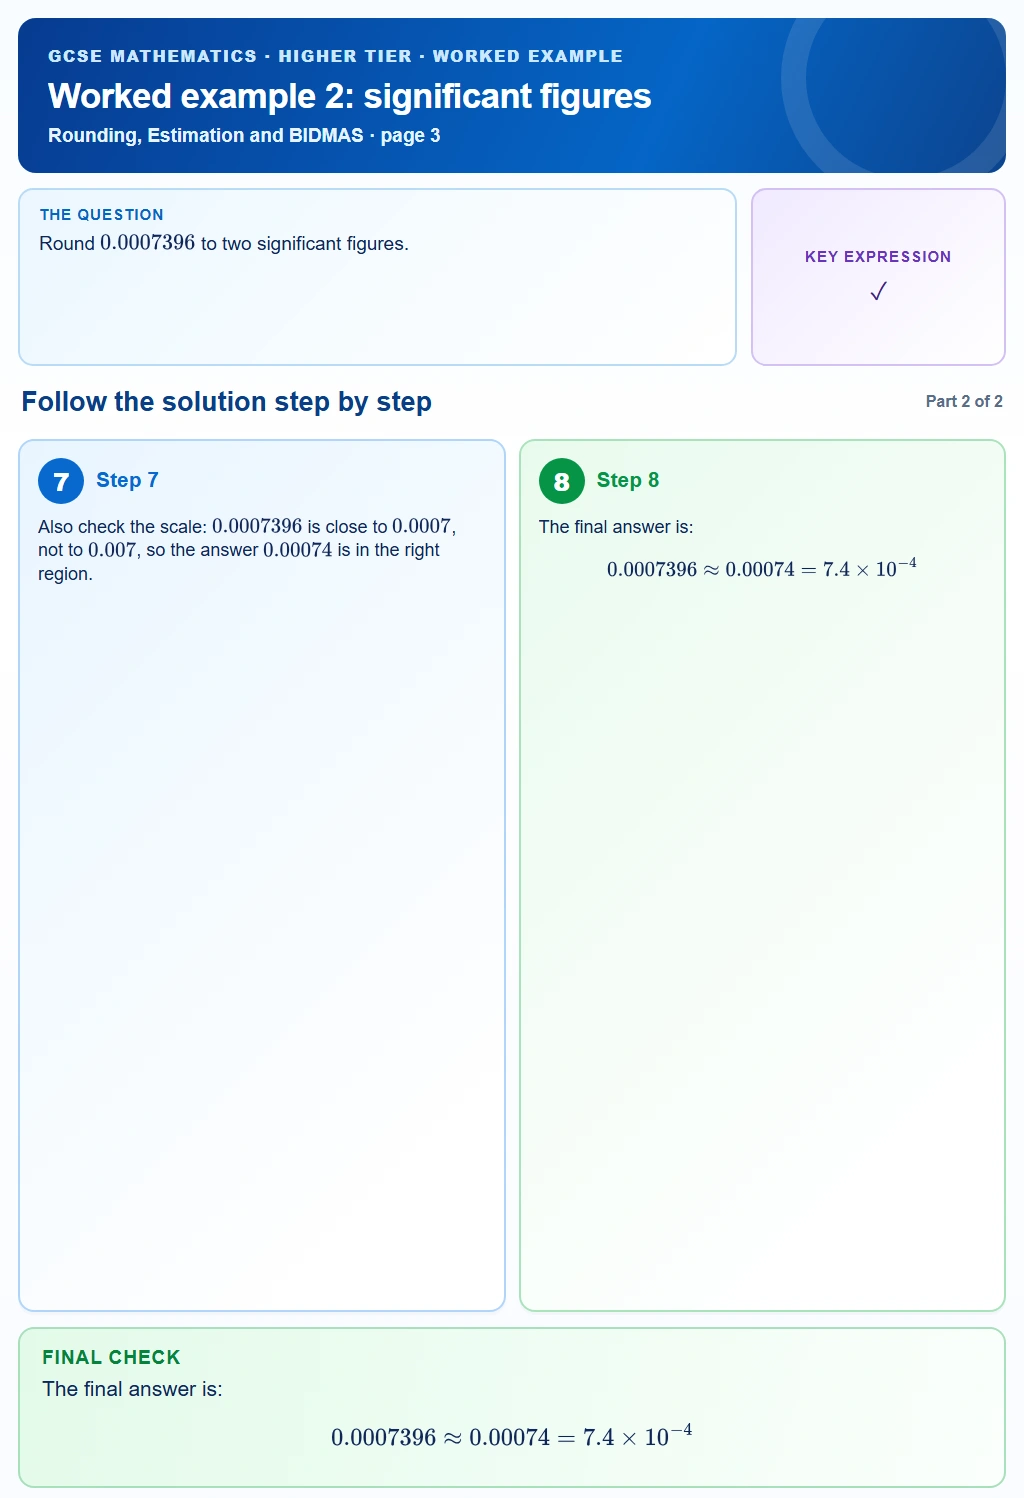 GCSE MATHEMATICS · HIGHER TIER · WORKED EXAMPLE
Worked example 2: significant figures
Rounding, Estimation and BIDMAS · page 3
THE QUESTION
Round 0.0007396 to two significant figures.
KEY EXPRESSION
✓
Follow the solution step by step
Part 2 of 2
7 Step 7
Also check the scale: 0.0007396 is close to 0.0007,
not to 0.007, so the answer 0.00074 is in the right
region.
8 Step 8
The final answer is:
0.0007396 ≈ 0.00074 = 7.4 × 10⁻⁴
FINAL CHECK
The final answer is:
0.0007396 ≈ 0.00074 = 7.4 × 10⁻⁴